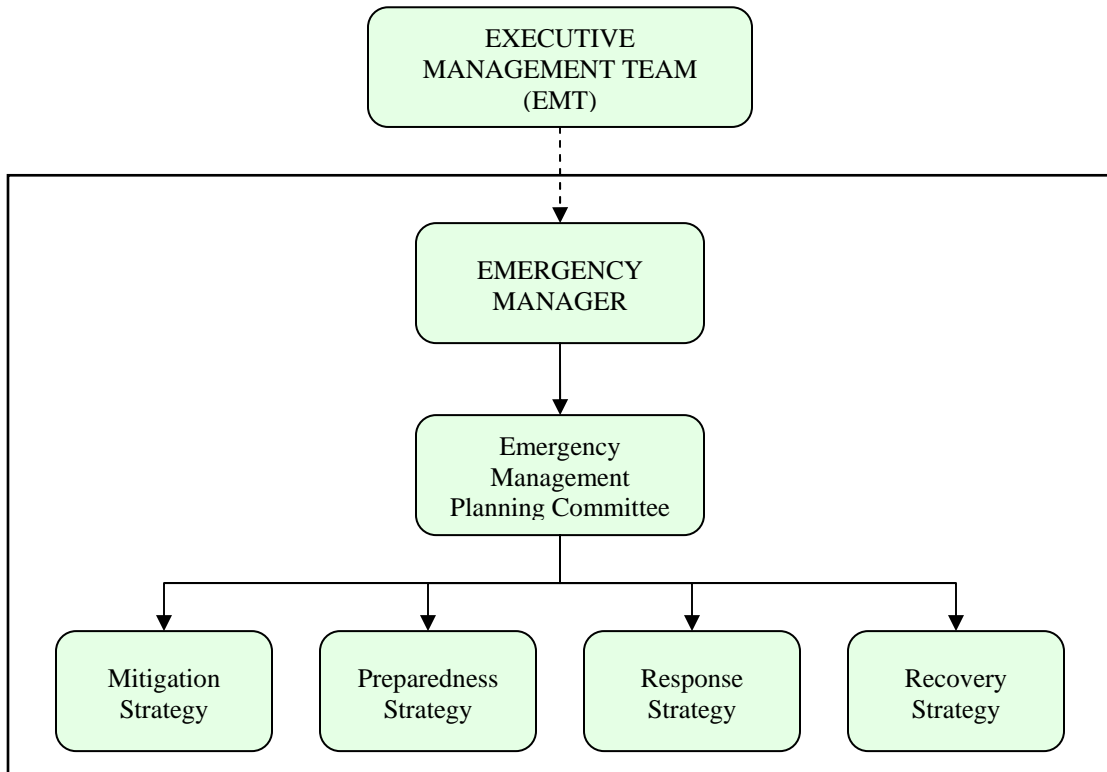 EXECUTIVE
MANAGEMENT TEAM
(EMT)
EMERGENCY
MANAGER
Emergency
Management
Planning Committee
Mitigation
Strategy
Preparedness
Strategy
Response
Strategy
Recovery
Strategy